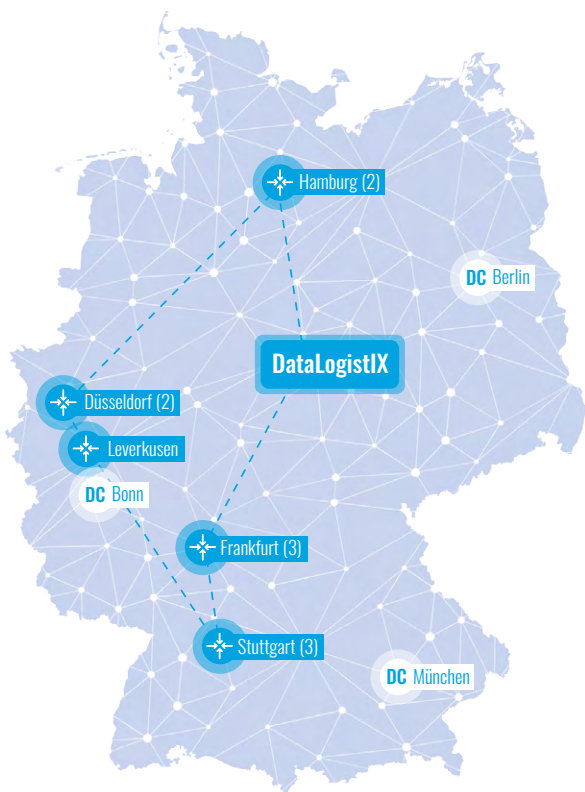 Hamburg (2)
DC Berlin
DataLogistIX
Düsseldorf (2)
Leverkusen
DC Bonn
Frankfurt (3)
Stuttgart (3)
DC München